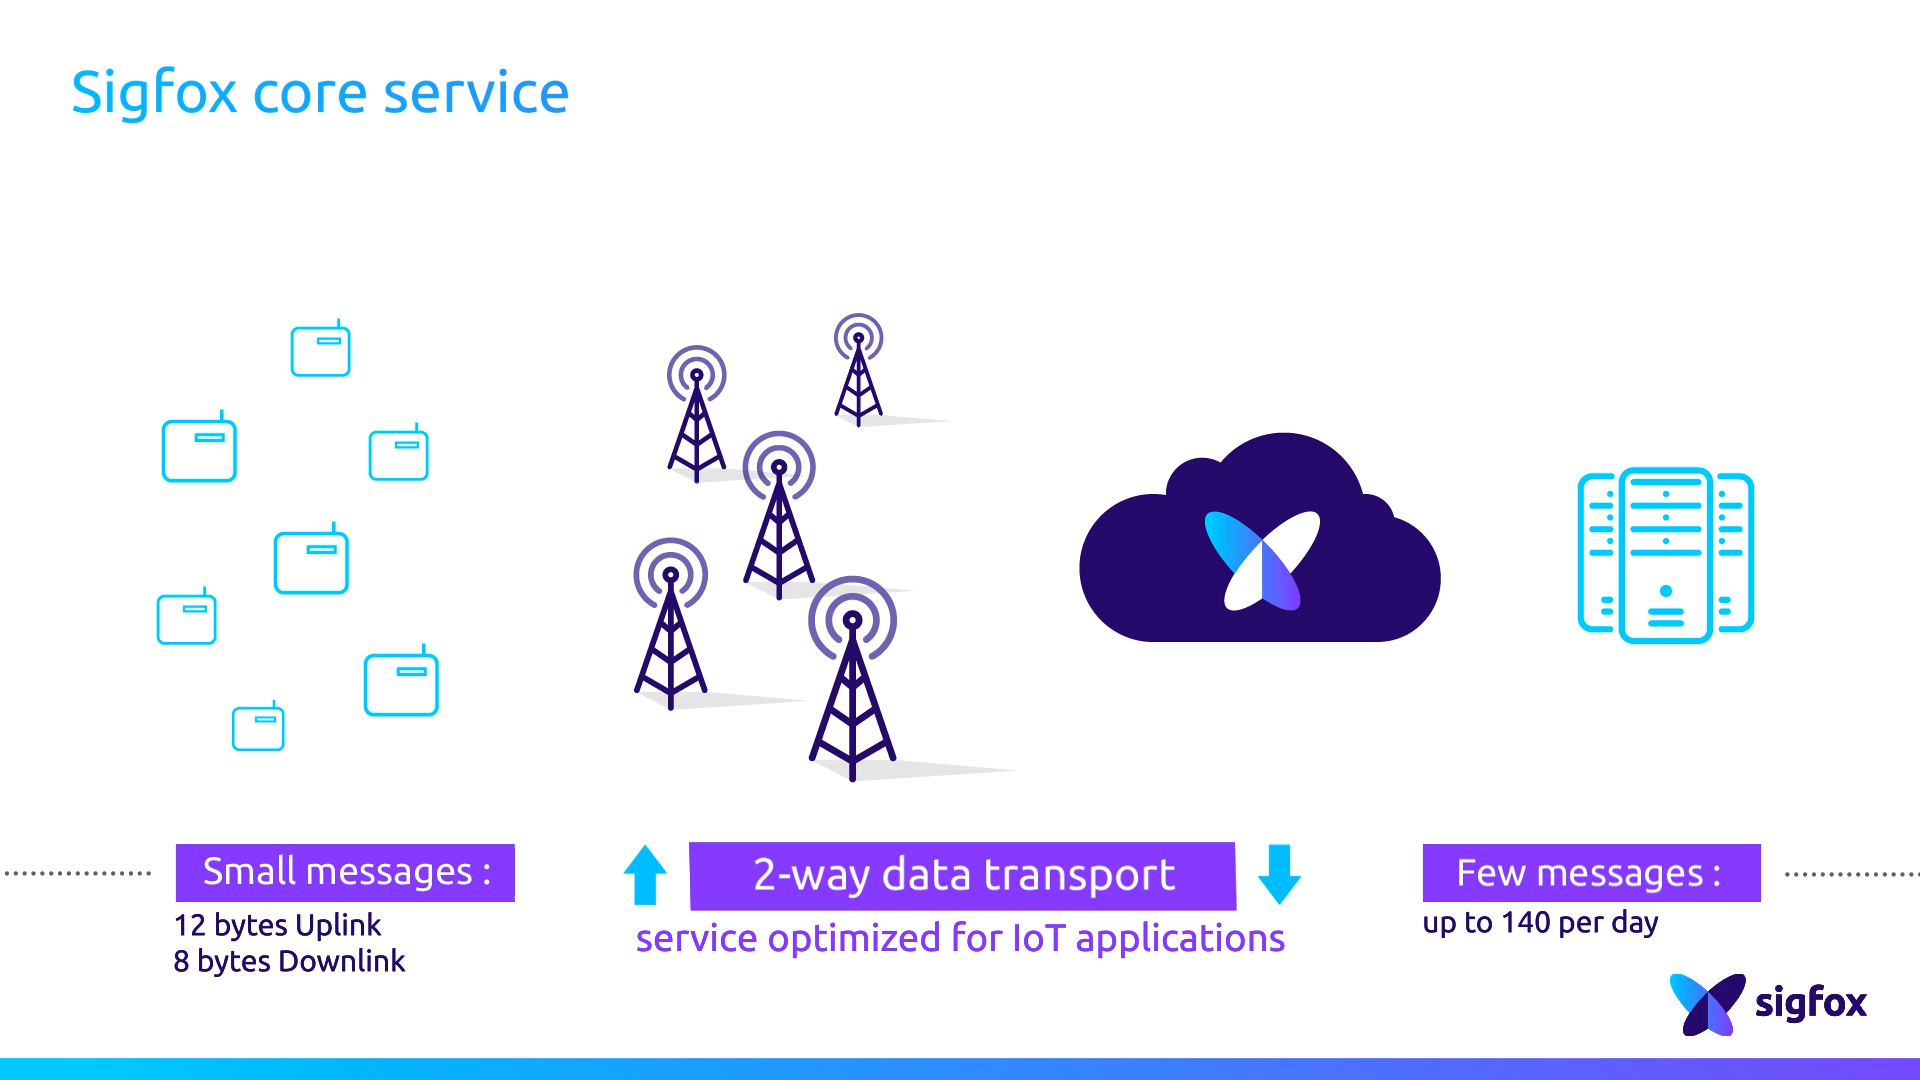 Sigfox core service
Small messages :
12 bytes Uplink
8 bytes Downlink
2-way data transport
service optimized for IoT applications
Few messages :
up to 140 per day
sigfox